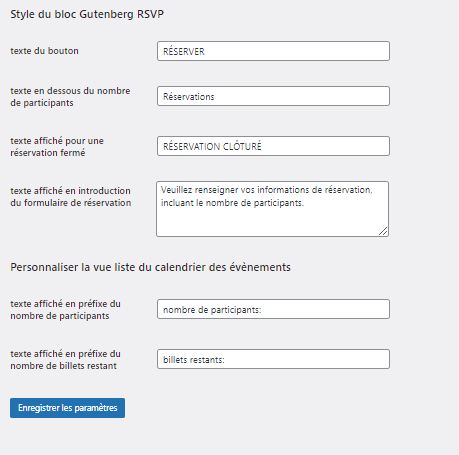 Style du bloc Gutenberg RSVP
texte du bouton
RÉSERVER
texte en dessous du nombre
de participants
Réservations
texte affiché pour une
réservation fermé
RÉSERVATION CLÔTURÉ
texte affiché en introduction
du formulaire de réservation
Veuillez renseigner vos informations de réservation,
incluant le nombre de participants.
Personnaliser la vue liste du calendrier des évènements
texte affiché en préfixe du
nombre de participants
nombre de participants:
texte affiché en préfixe du
nombre de billets restant
billets restants:
Enregistrer les paramètres